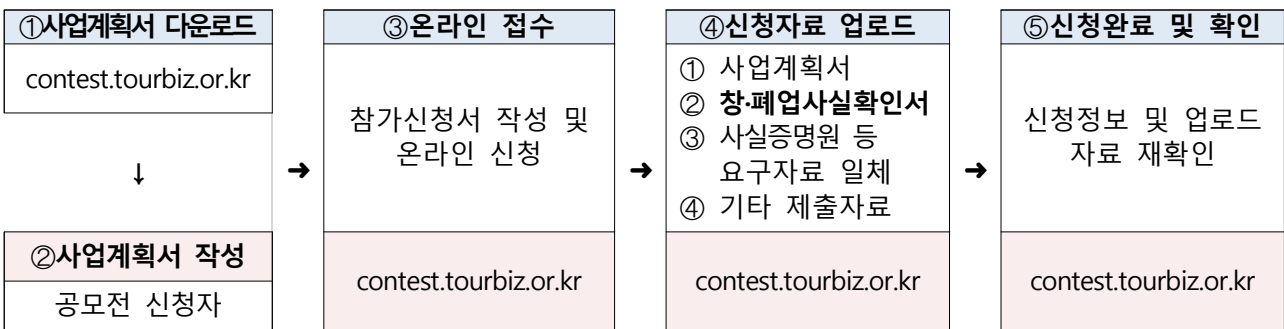 ①사업계획서 다운로드
contest.tourbiz.or.kr
↓
②사업계획서 작성
공모전 신청자
➜
③온라인 접수
참가신청서 작성 및
온라인 신청
contest.tourbiz.or.kr
➜
④신청자료 업로드
① 사업계획서
② 창·폐업사실확인서
③ 사실증명원 등
요구자료 일체
④ 기타 제출자료
contest.tourbiz.or.kr
➜
⑤신청완료 및 확인
신청정보 및 업로드
자료 재확인
contest.tourbiz.or.kr